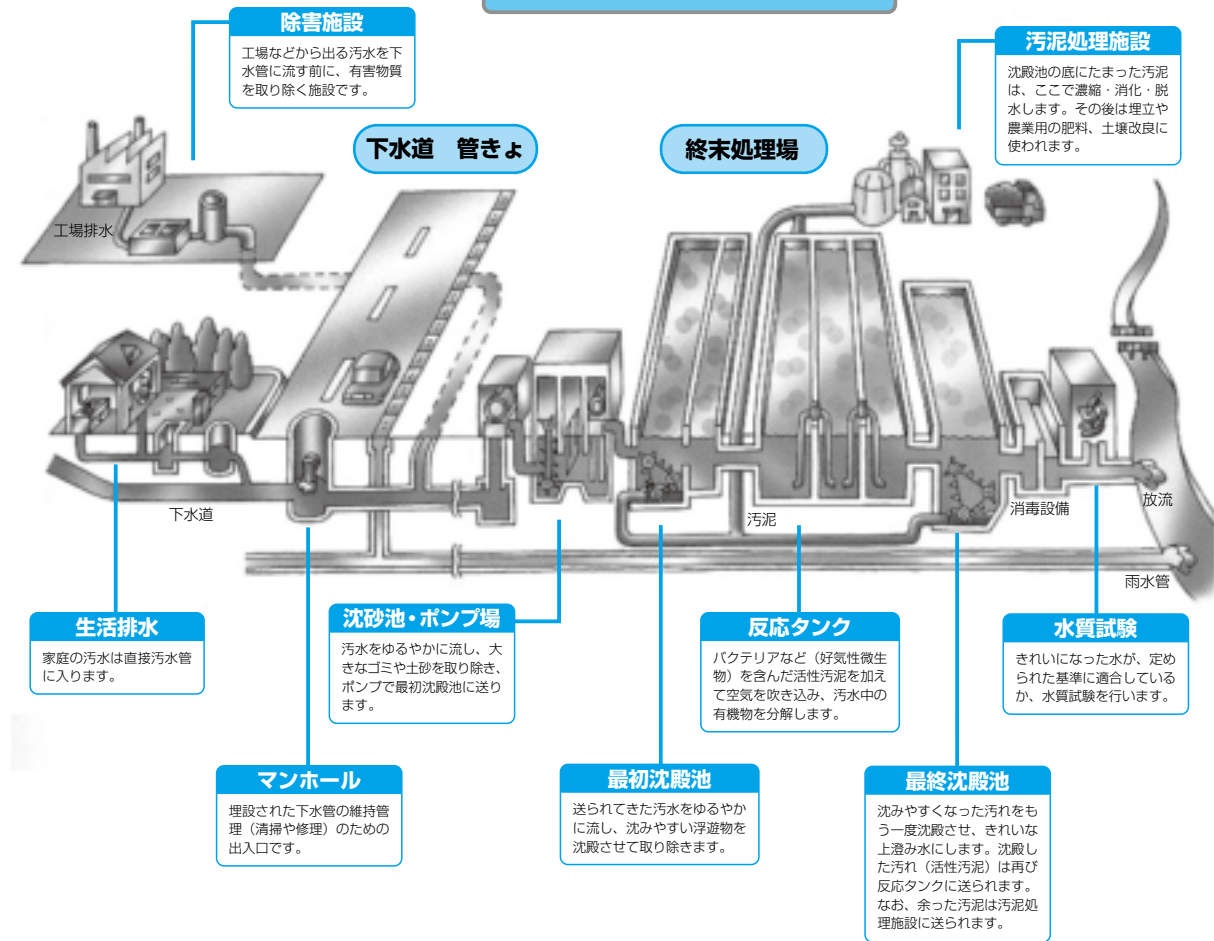 除害施設
工場などから出る汚水を下
水管に流す前に、有害物質
を取り除く施設です。
汚泥処理施設
沈殿池の底にたまった汚泥
は、ここで濃縮・消化・脱
水します。その後は埋立や
農業用の肥料、土壌改良に
使われます。
下水道　管きょ
終末処理場
工場排水
下水道
汚泥
消毒設備
放流
雨水管
生活排水
家庭の汚水は直接汚水管
に入ります。
沈砂池・ポンプ場
汚水をゆるやかに流し、大
きなゴミや土砂を取り除き、
ポンプで最初沈殿池に送り
ます。
反応タンク
バクテリアなど（好気性微生
物）を含んだ活性汚泥を加え
て空気を吹き込み、汚水中の
有機物を分解します。
水質試験
きれいになった水が、定め
られた基準に適合している
か、水質試験を行います。
マンホール
埋設された下水管の維持管
理（清掃や修理）のための
出入口です。
最初沈殿池
送られてきた汚水をゆるやか
に流し、沈みやすい浮遊物を
沈殿させて取り除きます。
最終沈殿池
沈みやすくなった汚れをも
う一度沈殿させ、きれいな
上澄み水にします。沈殿し
た汚れ（活性汚泥）は再び
反応タンクに送られます。
なお、余った汚泥は汚泥処
理施設に送られます。